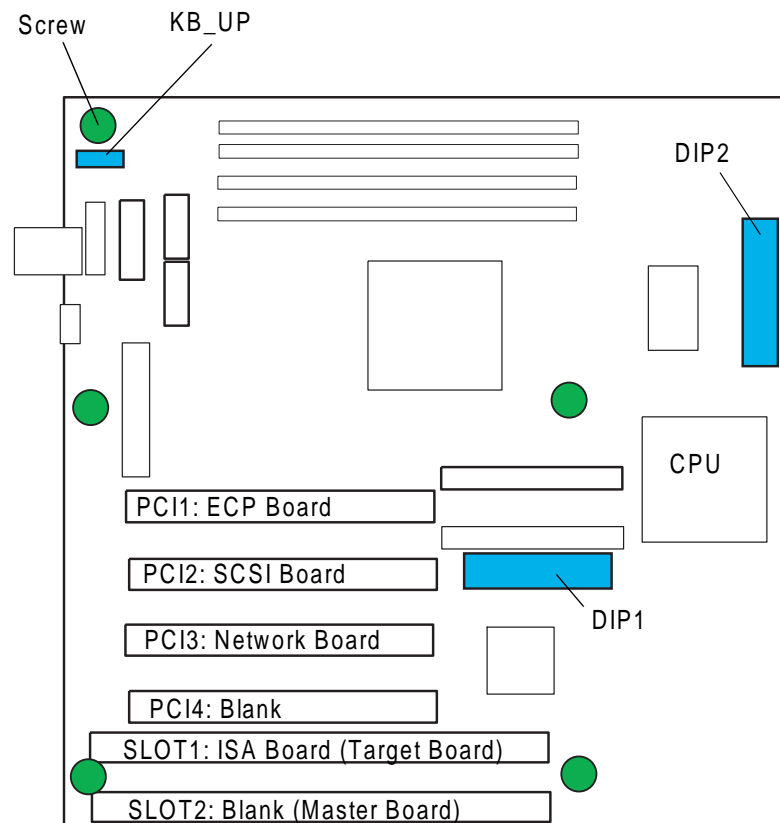 Screw
KB_UP
DIP2
CPU
PCI1: ECP Board
PCI2: SCSI Board
DIP1
PCI3: Network Board
PCI4: Blank
SLOT1: ISA Board (Target Board)
SLOT2: Blank (Master Board)